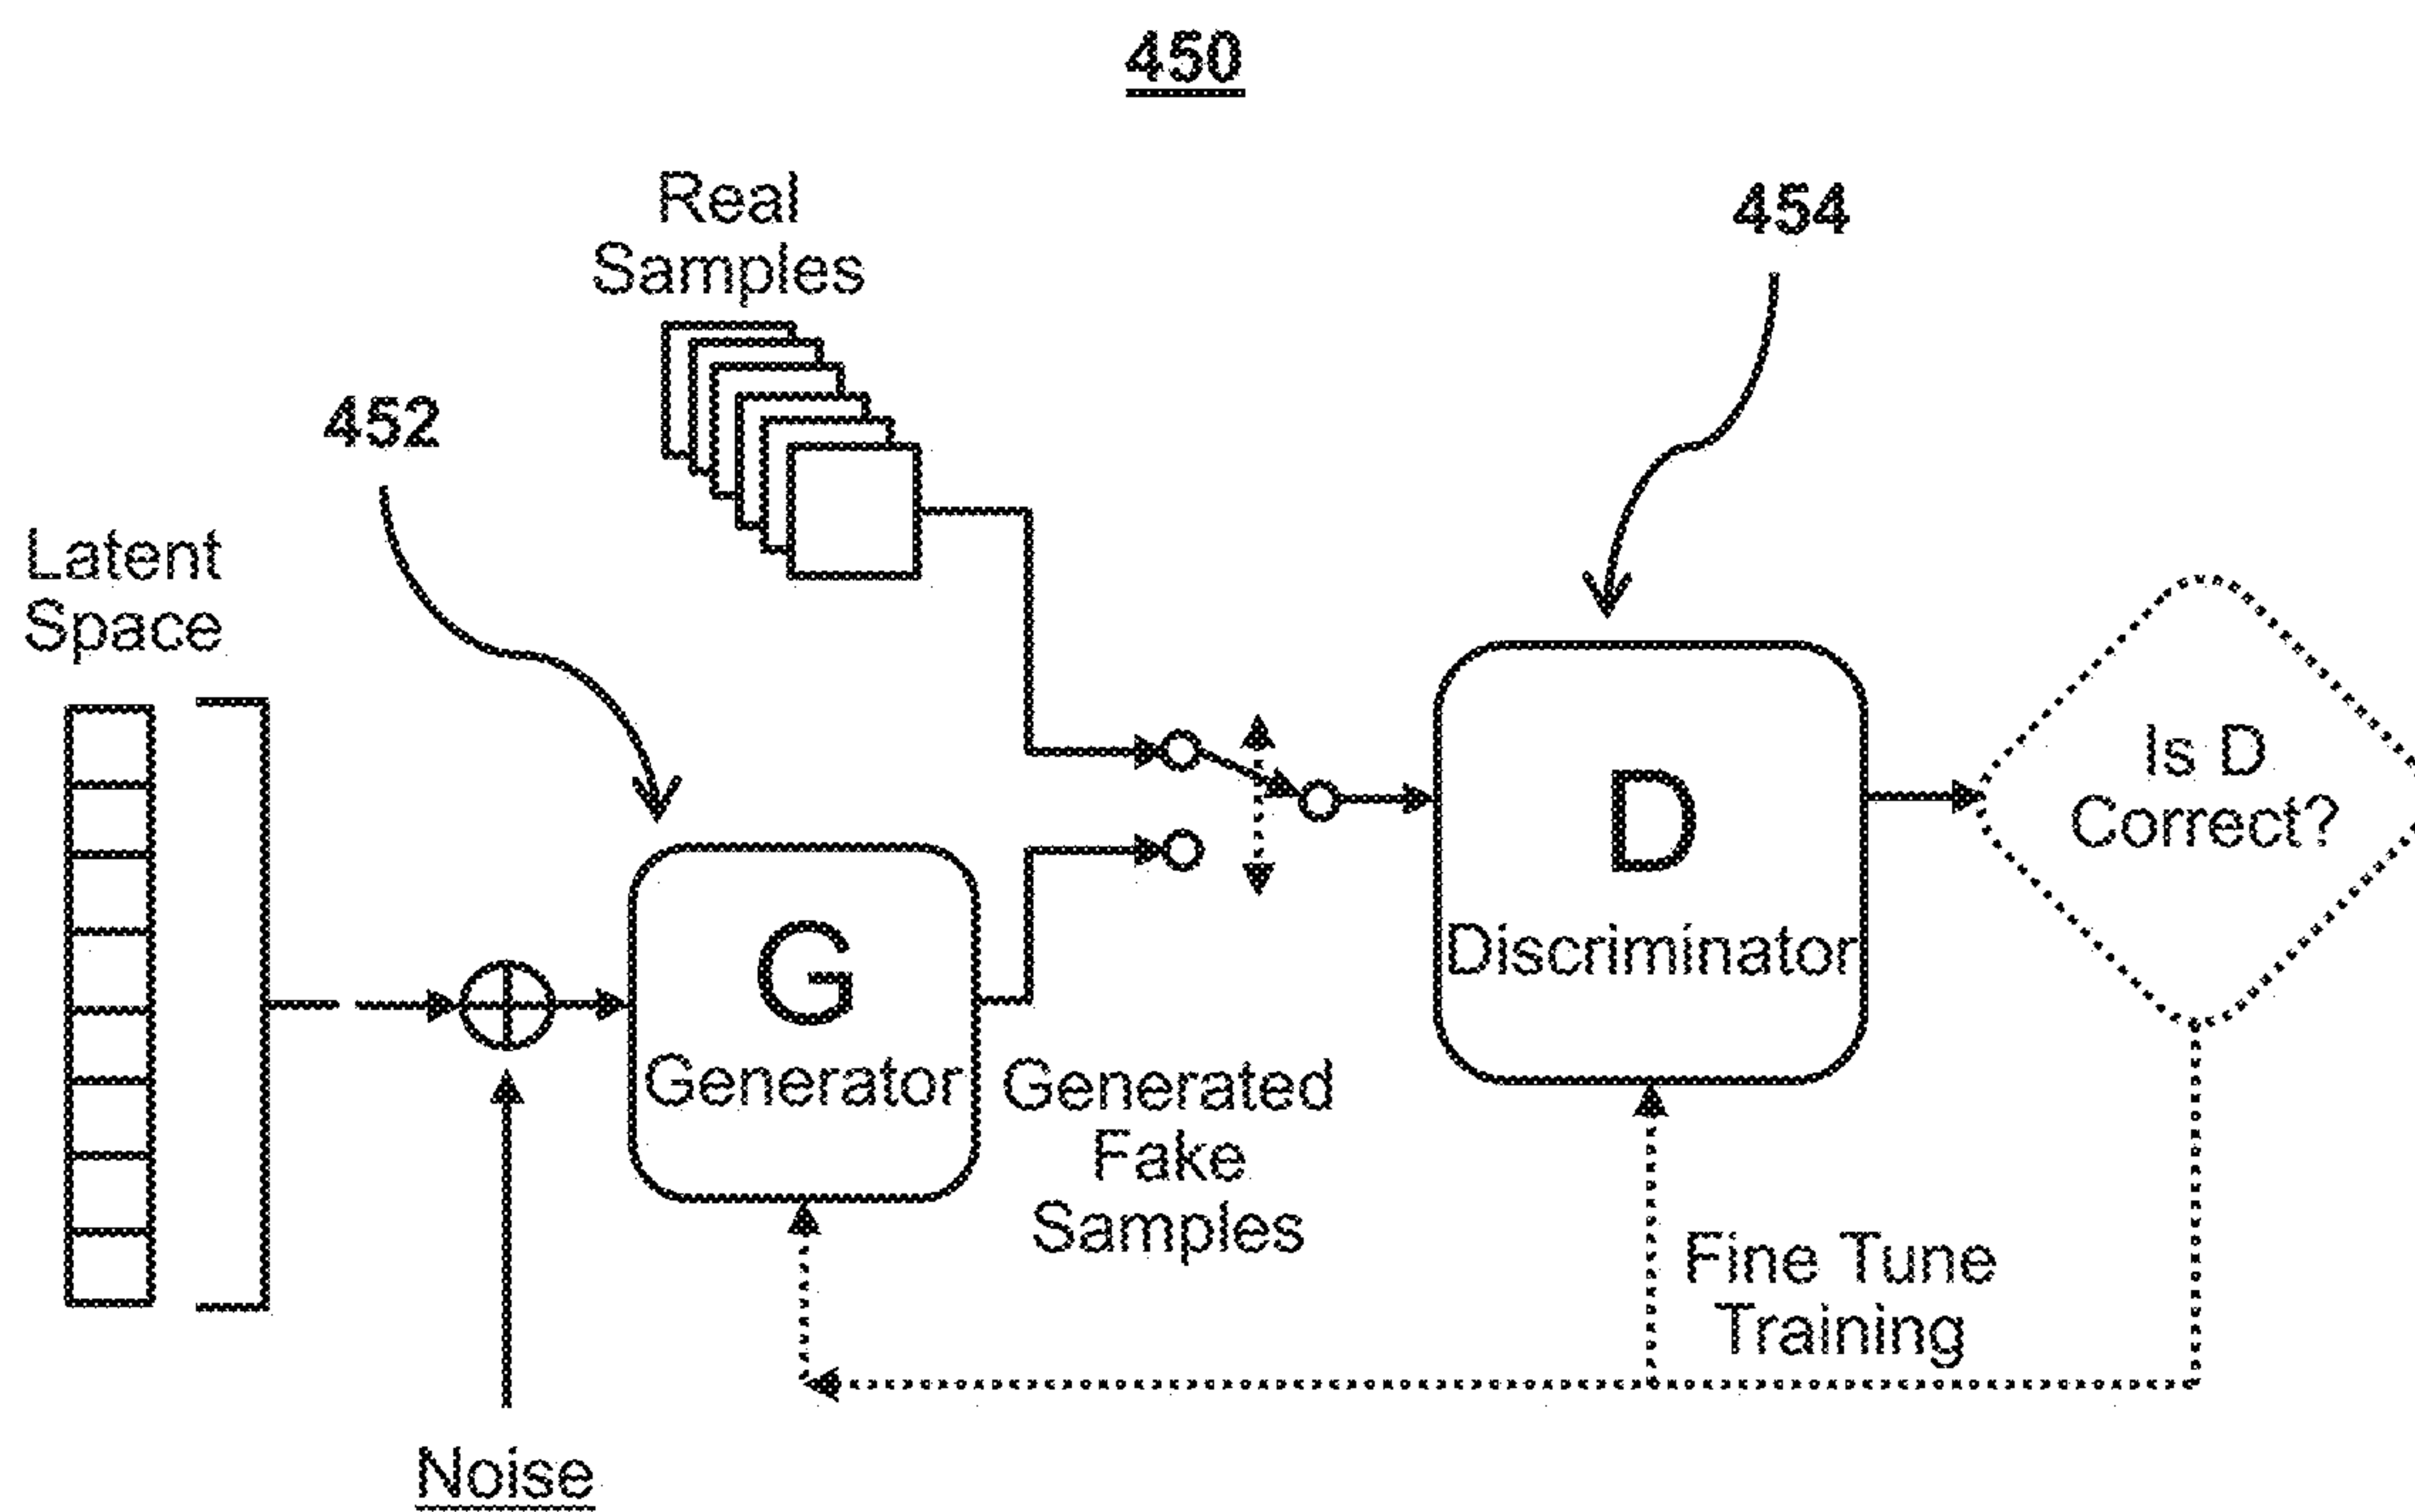 450
Real
Samples
454
452
Latent
Space
Is D
Correct?
D
Discriminator
G
Generator
Generated
Fake
Samples
Fine Tune
Training
Noise